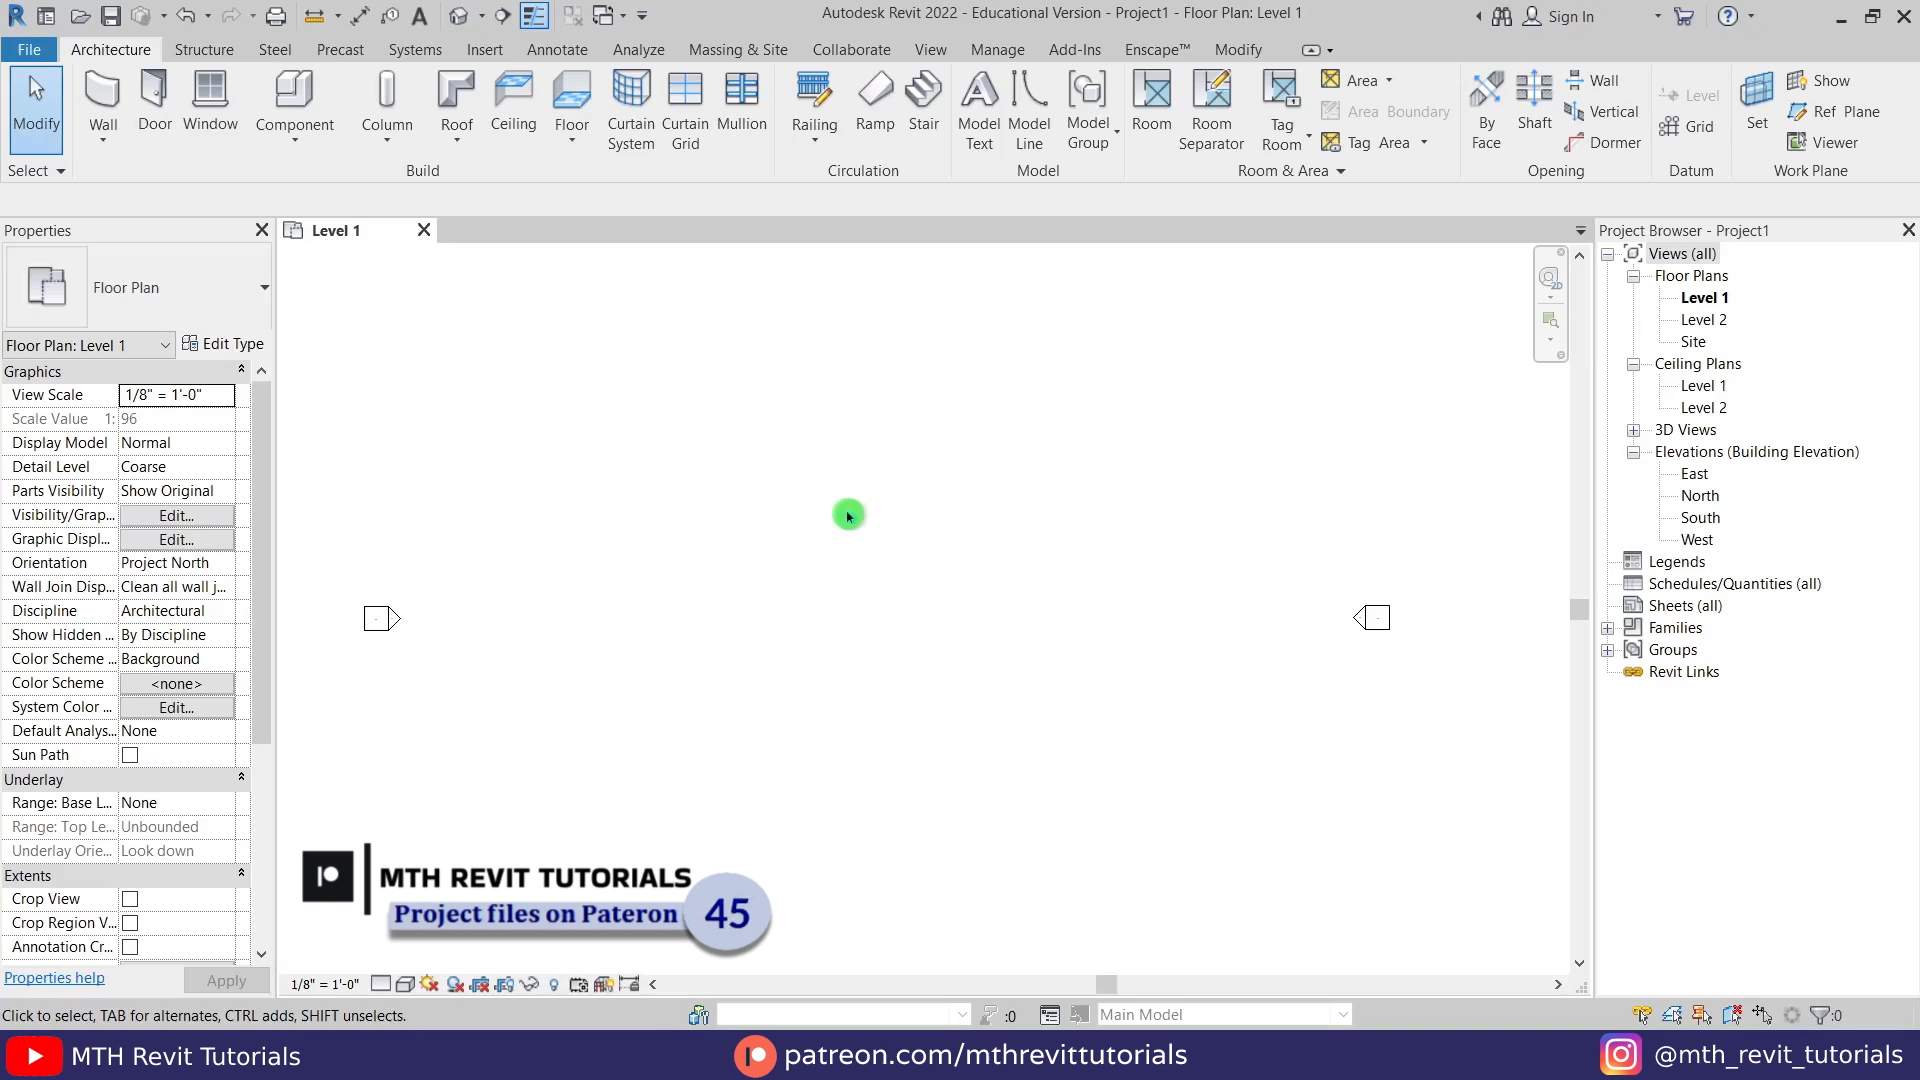 Autodesk Revit 2022 - Educational Version - Project1 - Floor Plan: Level 1
Sign In
File Architecture Structure Steel Precast Systems Insert Annotate Analyze Massing & Site Collaborate View Manage Add-Ins Enscape™ Modify
Modify
Wall
Door
Window
Component
Column
Roof
Ceiling
Floor
Curtain System
Curtain Grid
Mullion
Railing
Ramp
Stair
Model Text
Model Line
Model Group
Room
Room Separator
Tag Room
Area
Area Boundary
Tag Area
By Face
Shaft
Wall
Vertical
Dormer
Level
Grid
Set
Show
Ref Plane
Viewer
Select Build Circulation Model Room & Area Opening Datum Work Plane
Properties
Floor Plan
Floor Plan: Level 1 Edit Type
Graphics
View Scale 1/8" = 1'-0"
Scale Value 1: 96
Display Model Normal
Detail Level Coarse
Parts Visibility Show Original
Visibility/Grap... Edit...
Graphic Displ... Edit...
Orientation Project North
Wall Join Disp... Clean all wall j...
Discipline Architectural
Show Hidden ... By Discipline
Color Scheme ... Background
Color Scheme <none>
System Color ... Edit...
Default Analys... None
Sun Path
Underlay
Range: Base L... None
Range: Top Le... Unbounded
Underlay Orie... Look down
Extents
Crop View
Crop Region V...
Annotation Cr...
Properties help Apply
Level 1
2D
MTH REVIT TUTORIALS
Project files on Pateron 45
1/8" = 1'-0"
Project Browser - Project1
Views (all)
Floor Plans
Level 1
Level 2
Site
Ceiling Plans
Level 1
Level 2
3D Views
Elevations (Building Elevation)
East
North
South
West
Legends
Schedules/Quantities (all)
Sheets (all)
Families
Groups
Revit Links
Click to select, TAB for alternates, CTRL adds, SHIFT unselects. :0 Main Model :0
MTH Revit Tutorials patreon.com/mthrevittutorials @mth_revit_tutorials